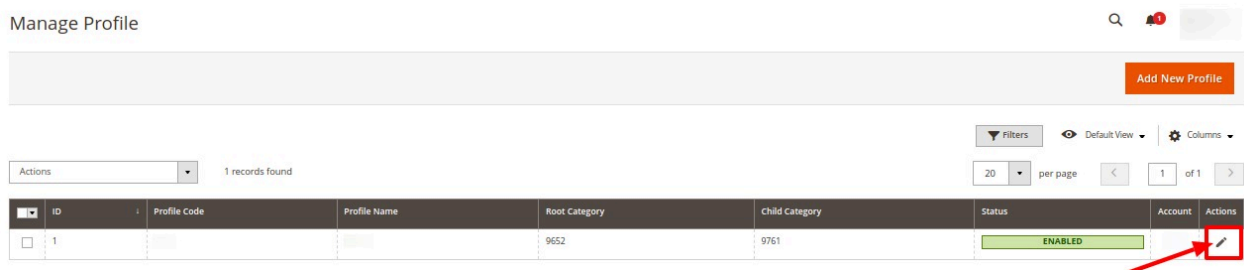 Manage Profile
1
Add New Profile
Filters Default View Columns
Actions 1 records found 20 per page 1 of 1
ID Profile Code Profile Name Root Category Child Category Status Account Actions
1 9652 9761 ENABLED